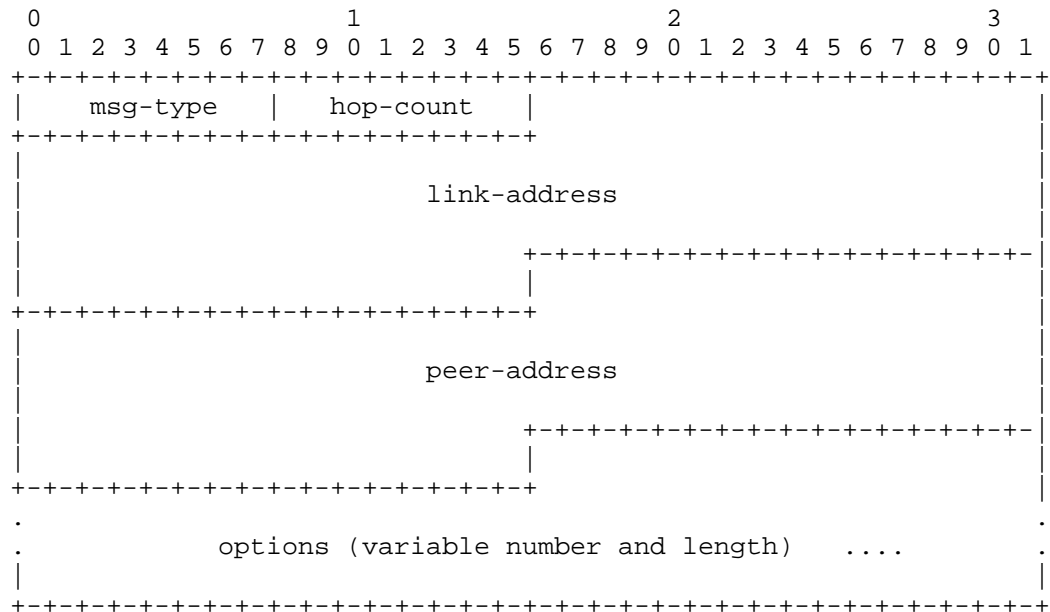 0                   1                   2                   3
0 1 2 3 4 5 6 7 8 9 0 1 2 3 4 5 6 7 8 9 0 1 2 3 4 5 6 7 8 9 0 1
msg-type | hop-count
link-address
peer-address
options (variable number and length) ....